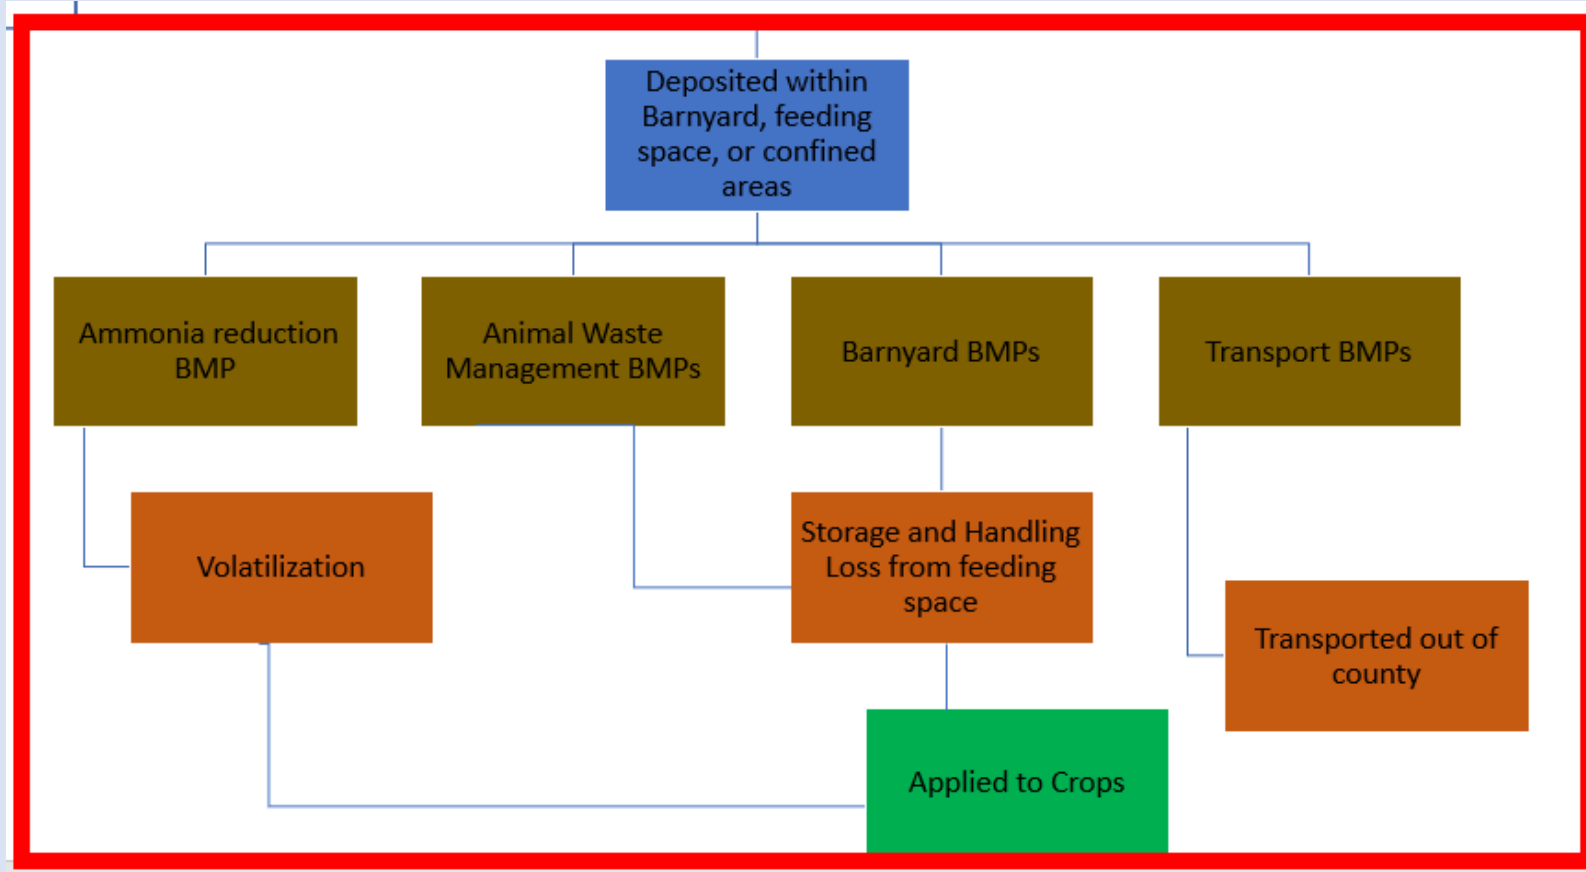 Deposited within
Barnyard, feeding
space, or confined
areas
Ammonia reduction
BMP
Animal Waste
Management BMPs
Barnyard BMPs
Transport BMPs
Volatilization
Storage and Handling
Loss from feeding
space
Transported out of
county
Applied to Crops